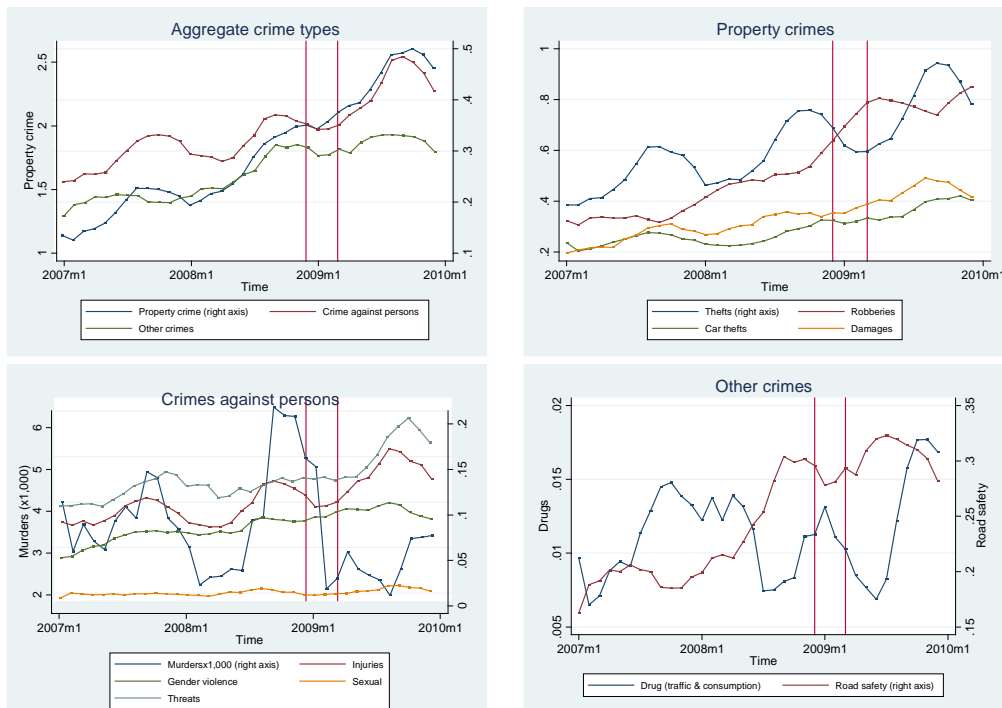 Aggregate crime types
Property crime
1 1.5 2 2.5
.1 .2 .3 .4 .5
2007m1 2008m1 2009m1 2010m1
Time
Property crime (right axis) Crime against persons
Other crimes
Property crimes
.2 .4 .6 .8 1
2007m1 2008m1 2009m1 2010m1
Time
Thefts (right axis) Robberies
Car thefts Damages
Crimes against persons
Murders (x1,000)
2 3 4 5 6
0 .05 .1 .15 .2
2007m1 2008m1 2009m1 2010m1
Time
Murdersx1,000 (right axis) Injuries
Gender violence Sexual
Threats
Other crimes
Drugs
.005 .01 .015 .02
.15 .2 .25 .3 .35
Road safety
2007m1 2008m1 2009m1 2010m1
Time
Drug (traffic & consumption) Road safety (right axis)